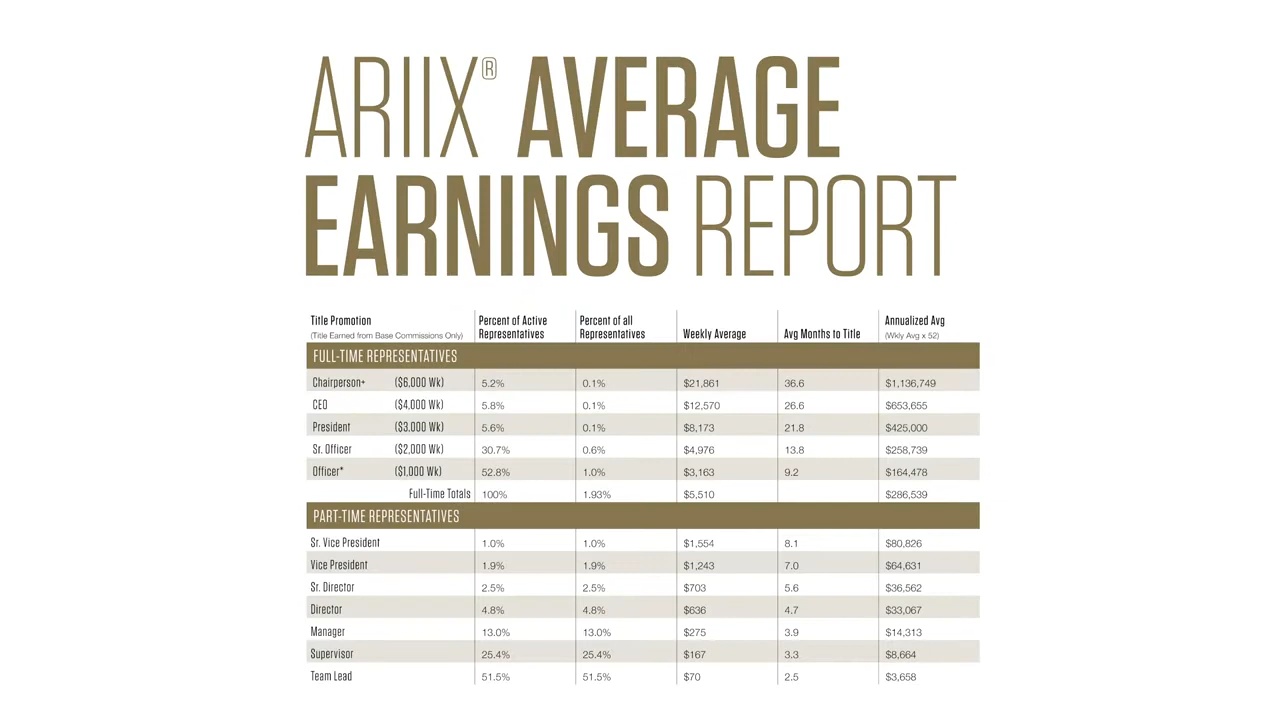 ARIIX® AVERAGE
EARNINGS REPORT
Title Promotion
(Title Earned from Base Commissions Only)
Percent of Active
Representatives
Percent of all
Representatives
Weekly Average
Avg Months to Title
Annualized Avg
(Wkly Avg x 52)
FULL-TIME REPRESENTATIVES
Chairperson+ ($6,000 Wk) 5.2% 0.1% $21,861 36.6 $1,136,749
CEO ($4,000 Wk) 5.8% 0.1% $12,570 26.6 $653,655
President ($3.000 Wk) 5.6% 0.1% $8,173 21.8 $425,000
Sr. Officer ($2,000 Wk) 30.7% 0.6% $4,976 13.8 $258,739
Officer* ($1,000 Wk) 52.8% 1.0% $3,163 9.2 $164,478
Full-Time Totals 100% 1.93% $5,510 $286,539
PART-TIME REPRESENTATIVES
Sr. Vice President 1.0% 1.0% $1,554 8.1 $80,826
Vice President 1.9% 1.9% $1,243 7.0 $64,631
Sr. Director 2.5% 2.5% $703 5.6 $36,562
Director 4.8% 4.8% $636 4.7 $33,067
Manager 13.0% 13.0% $275 3.9 $14,313
Supervisor 25.4% 25.4% $167 3.3 $8,664
Team Lead 51.5% 51.5% $70 2.5 $3,658